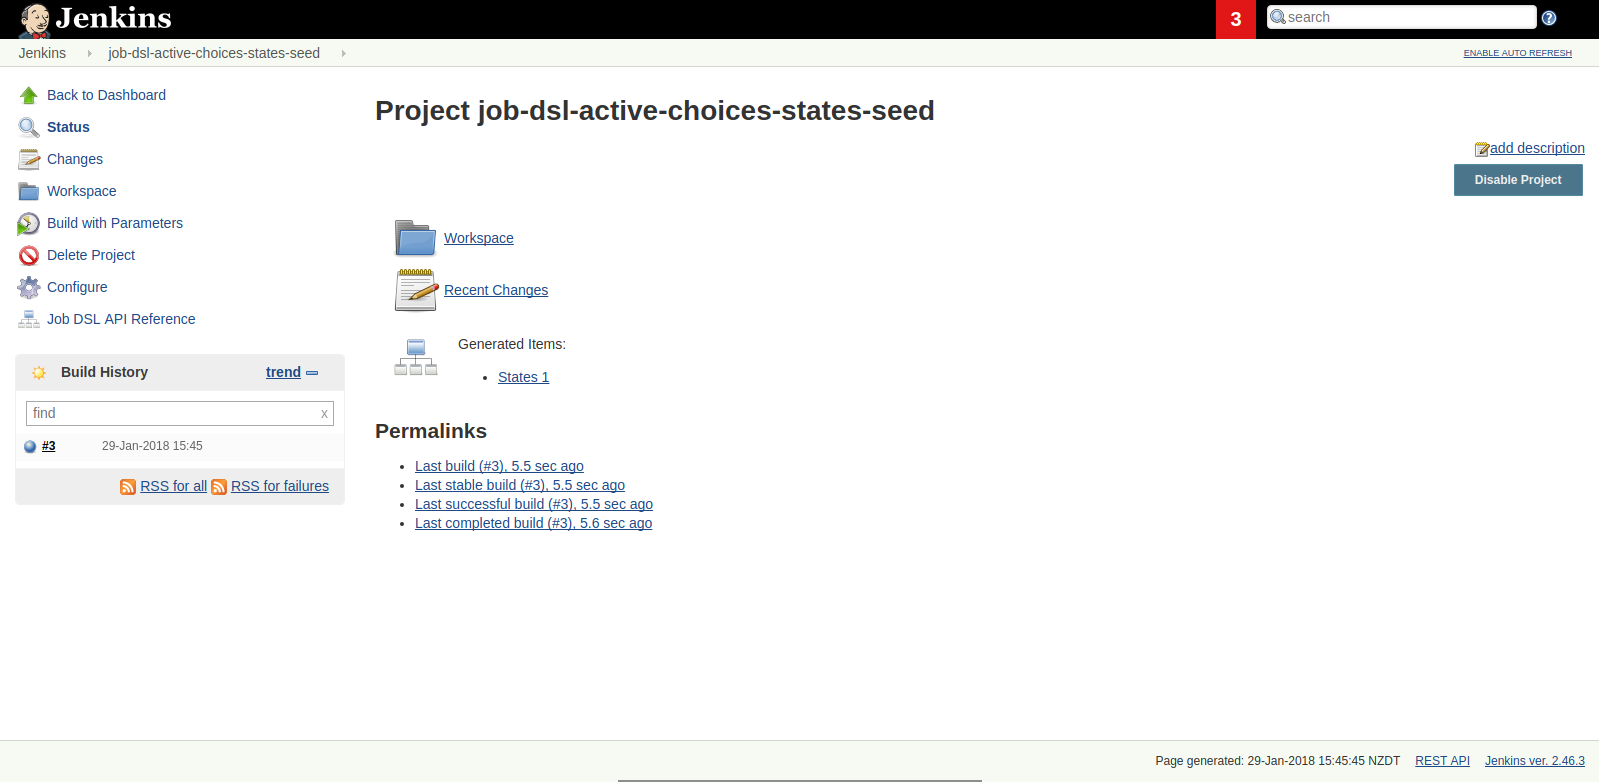 Jenkins
3
search
Jenkins
job-dsl-active-choices-states-seed
ENABLE AUTO REFRESH
Back to Dashboard
Status
Changes
Workspace
Build with Parameters
Delete Project
Configure
Job DSL API Reference
Build History
trend
find
x
#3
29-Jan-2018 15:45
RSS for all
RSS for failures
Project job-dsl-active-choices-states-seed
add description
Disable Project
Workspace
Recent Changes
Generated Items:
States 1
Permalinks
Last build (#3), 5.5 sec ago
Last stable build (#3), 5.5 sec ago
Last successful build (#3), 5.5 sec ago
Last completed build (#3), 5.6 sec ago
Page generated: 29-Jan-2018 15:45:45 NZDT
REST API
Jenkins ver. 2.46.3